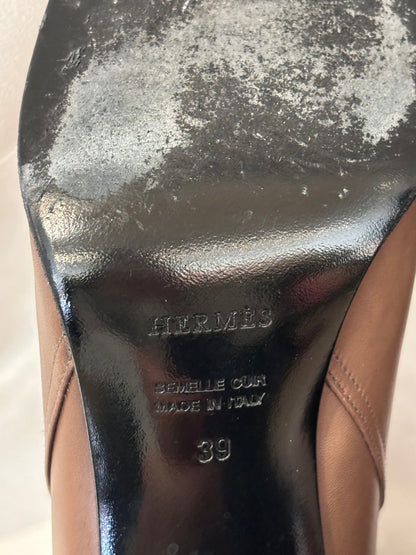 HERMÈS
SEMELLE CUIR
MADE IN ITALY
39